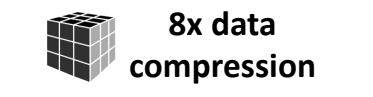 8x data
compression